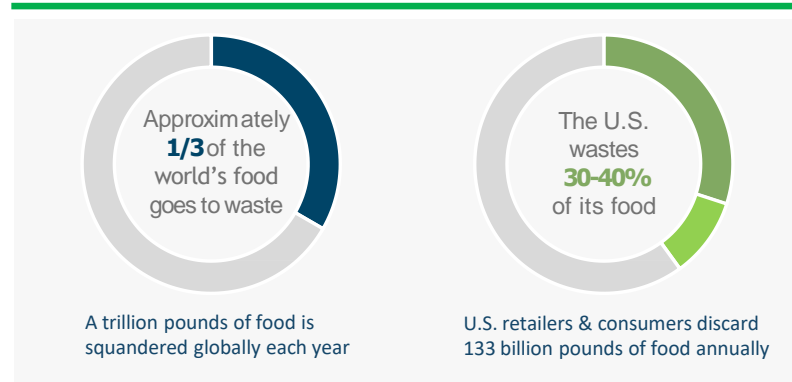 Approximately
1/3 of the
world's food
goes to waste
A trillion pounds of food is
squandered globally each year
The U.S.
wastes
30-40%
of its food
U.S. retailers & consumers discard
133 billion pounds of food annually